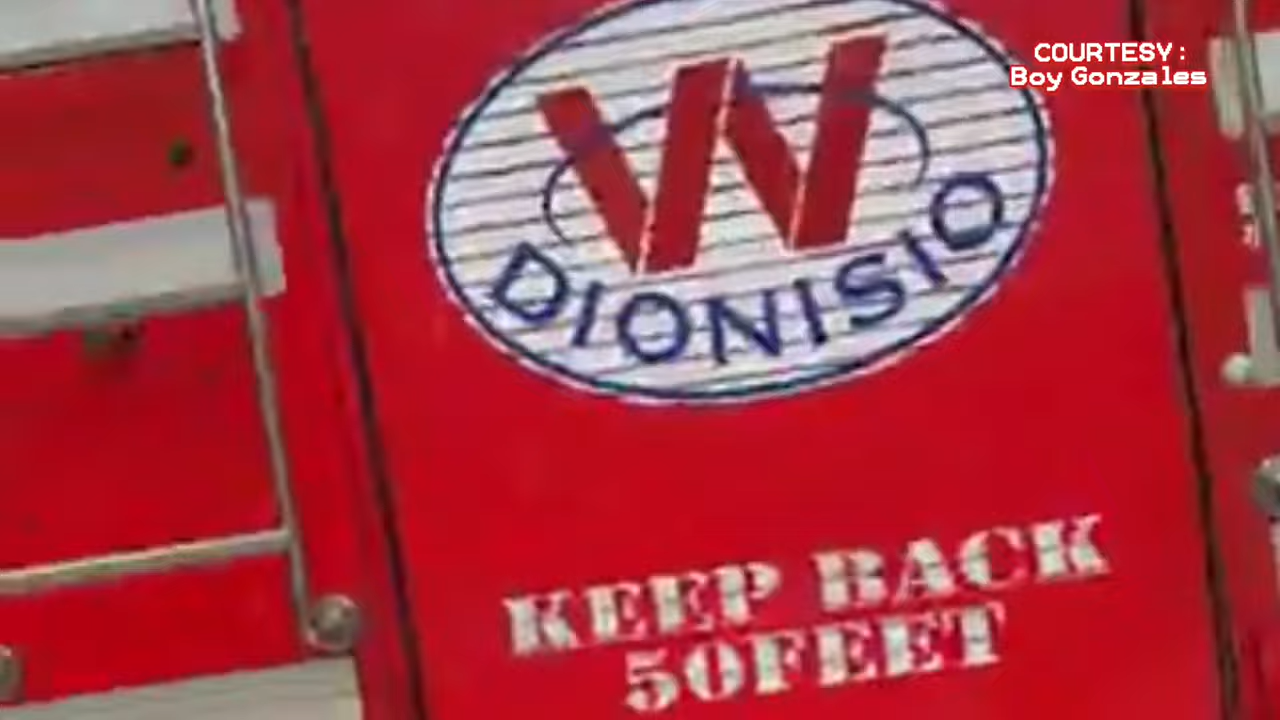 COURTESY:
Boy Gonzales
W
DIONISIO
KEEP BACK
50FEET